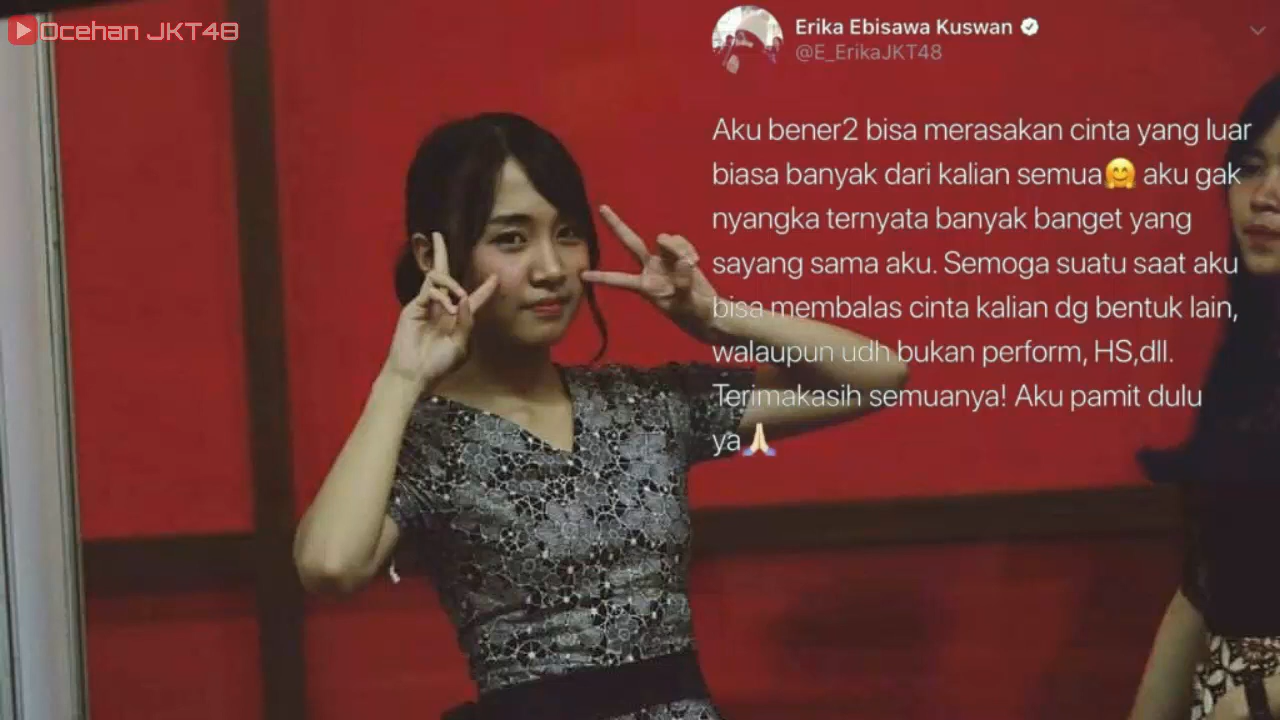 Ocehan JKT48
Erika Ebisawa Kuswan
@E_ErikaJKT48
Aku bener2 bisa merasakan cinta yang luar
biasa banyak dari kalian semua🤗 aku gak
nyangka ternyata banyak banget yang
sayang sama aku. Semoga suatu saat aku
bisa membalas cinta kalian dg bentuk lain,
walaupun udh bukan perform, HS,dll.
Terimakasih semuanya! Aku pamit dulu
ya🙏🏻